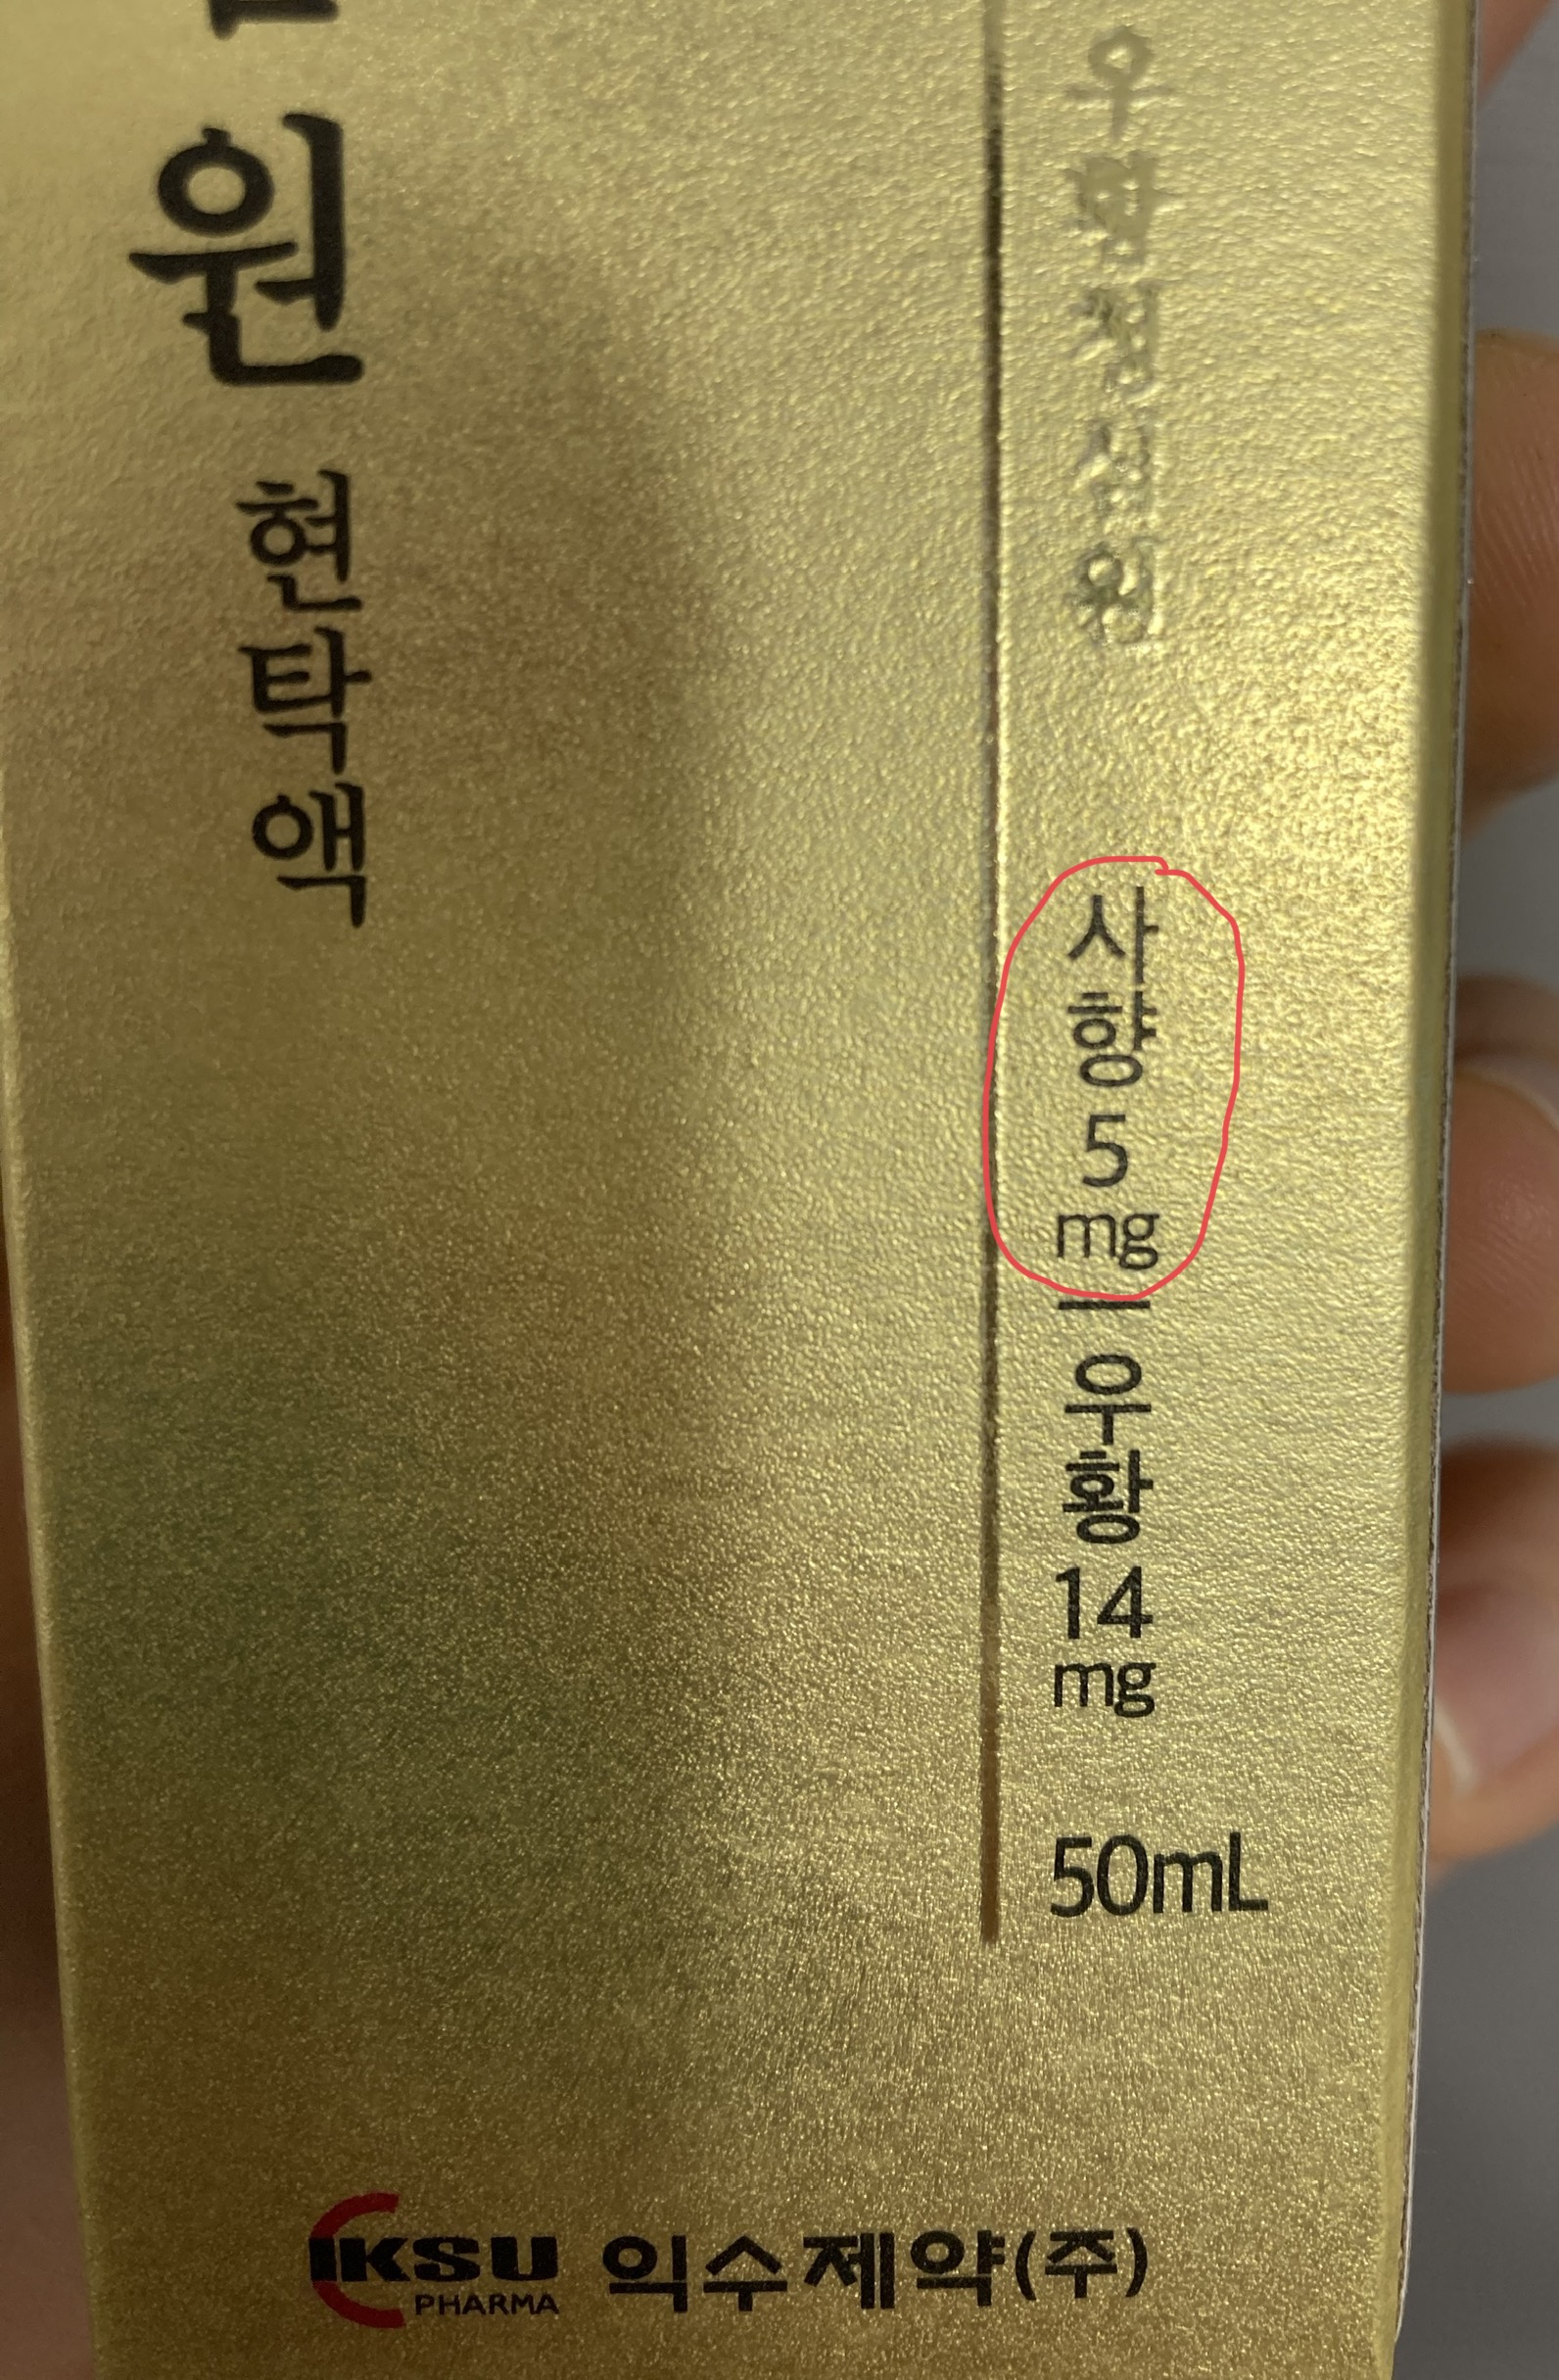 원 현탁액
우황청심원
사향 5 mg
우황 14 mg
50mL
IKSU PHARMA 익수제약(주)